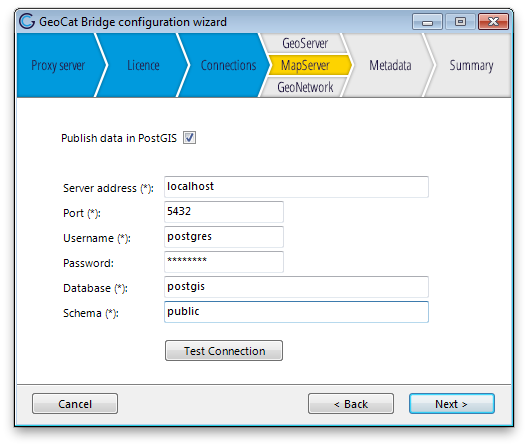 GeoCat Bridge configuration wizard
Proxy server
Licence
Connections
GeoServer
MapServer
GeoNetwork
Metadata
Summary
Publish data in PostGIS
Server address (*): localhost
Port (*): 5432
Username (*): postgres
Password: ********
Database (*): postgis
Schema (*): public
Test Connection
Cancel
< Back
Next >